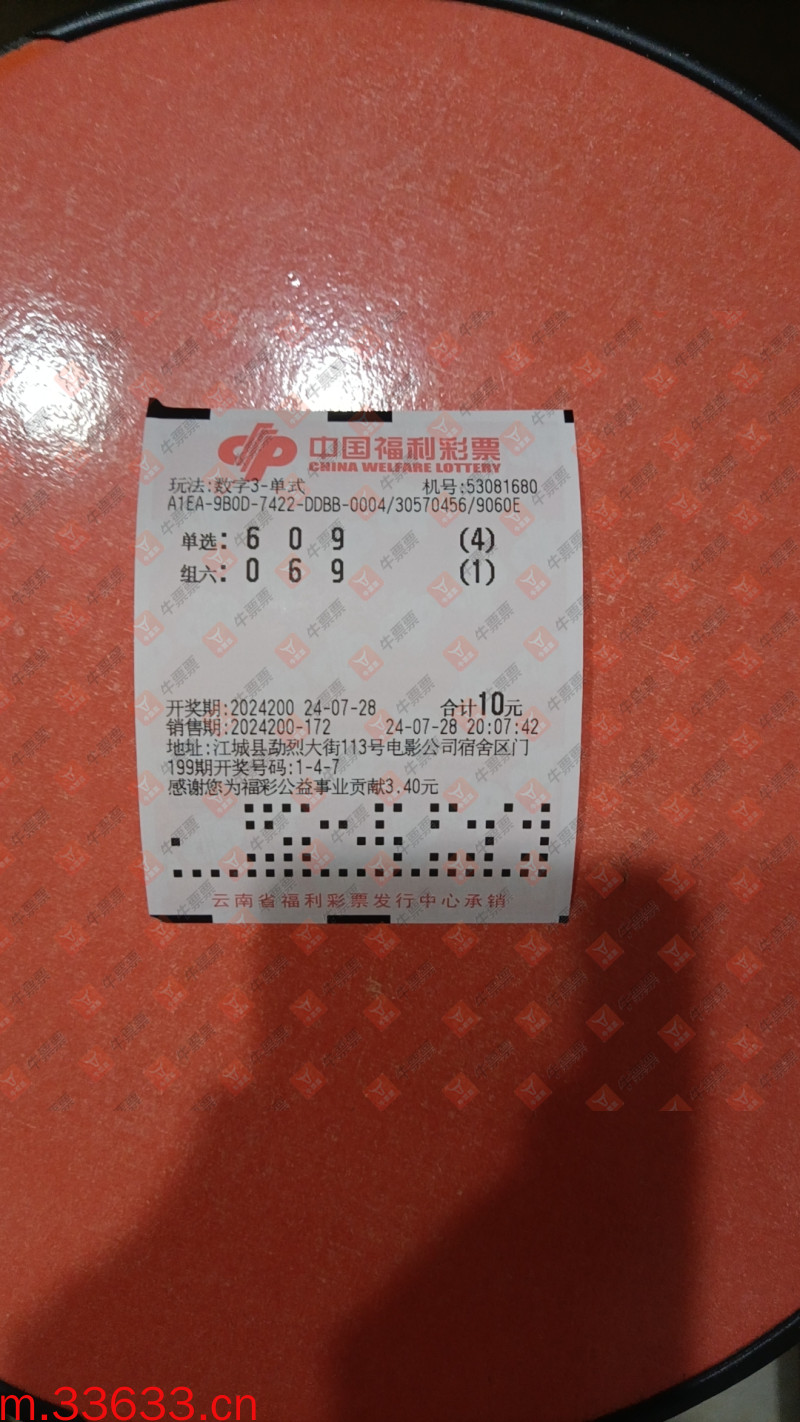 中国福利彩票
CHINA WELFARE LOTTERY
玩法:数字3-单式 机号:53081680
A1EA-9B0D-7422-DDBB-0004/30570456/9060E
单选: 6 0 9 (4)
组六: 0 6 9 (1)
开奖期:2024200 24-07-28 合计10元
销售期:2024200-172 24-07-28 20:07:42
地址:江城县勐烈大街113号电影公司宿舍区门
199期开奖号码:1-4-7
感谢您为福彩公益事业贡献3.40元
云南省福利彩票发行中心承销
牛票票
m.33633.cn